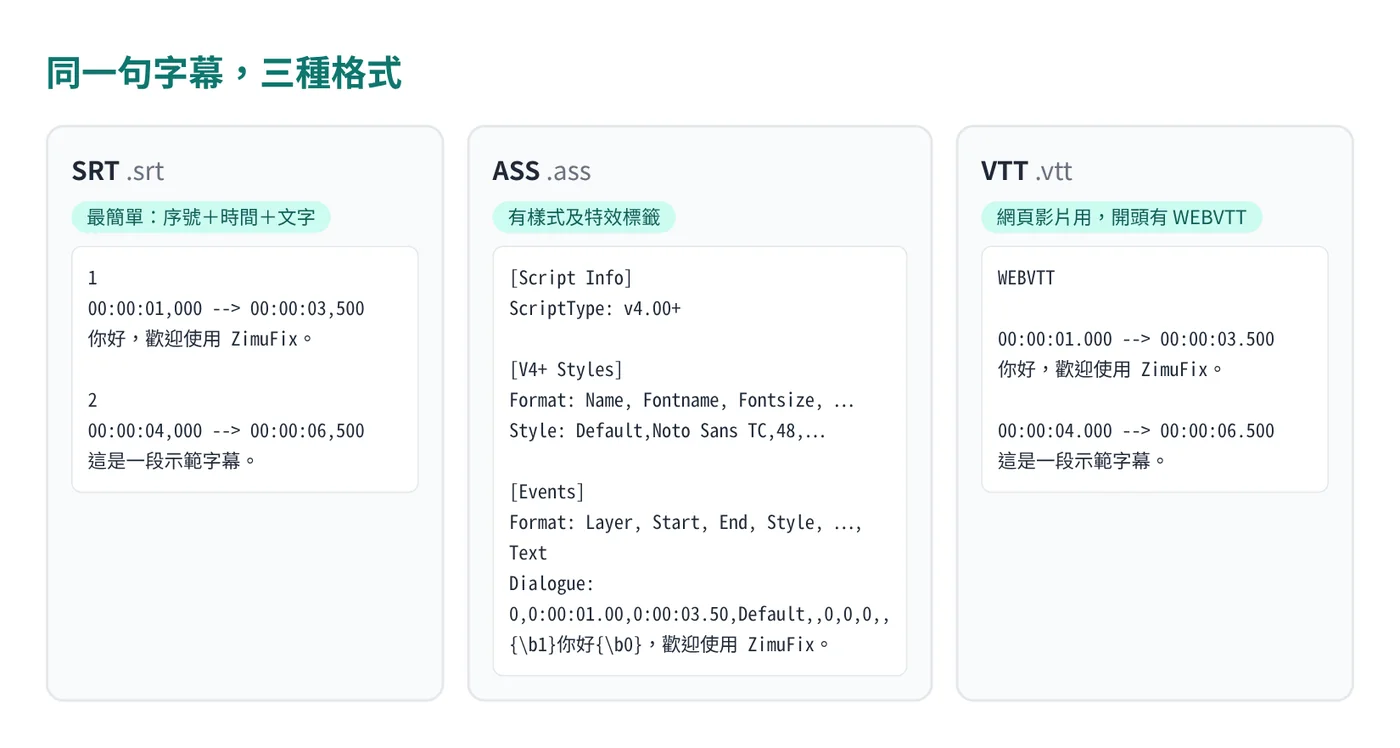 同一句字幕，三種格式
SRT .srt
最簡單：序號＋時間＋文字
1
00:00:01,000 --> 00:00:03,500
你好，歡迎使用 ZimuFix。
2
00:00:04,000 --> 00:00:06,500
這是一段示範字幕。
ASS .ass
有樣式及特效標籤
[Script Info]
ScriptType: v4.00+
[V4+ Styles]
Format: Name, Fontname, Fontsize, ...
Style: Default,Noto Sans TC,48,...
[Events]
Format: Layer, Start, End, Style, ...,
Text
Dialogue:
0,0:00:01.00,0:00:03.50,Default,,0,0,0,,
{\b1}你好{\b0}，歡迎使用 ZimuFix。
VTT .vtt
網頁影片用，開頭有 WEBVTT
WEBVTT
00:00:01.000 --> 00:00:03.500
你好，歡迎使用 ZimuFix。
00:00:04.000 --> 00:00:06.500
這是一段示範字幕。